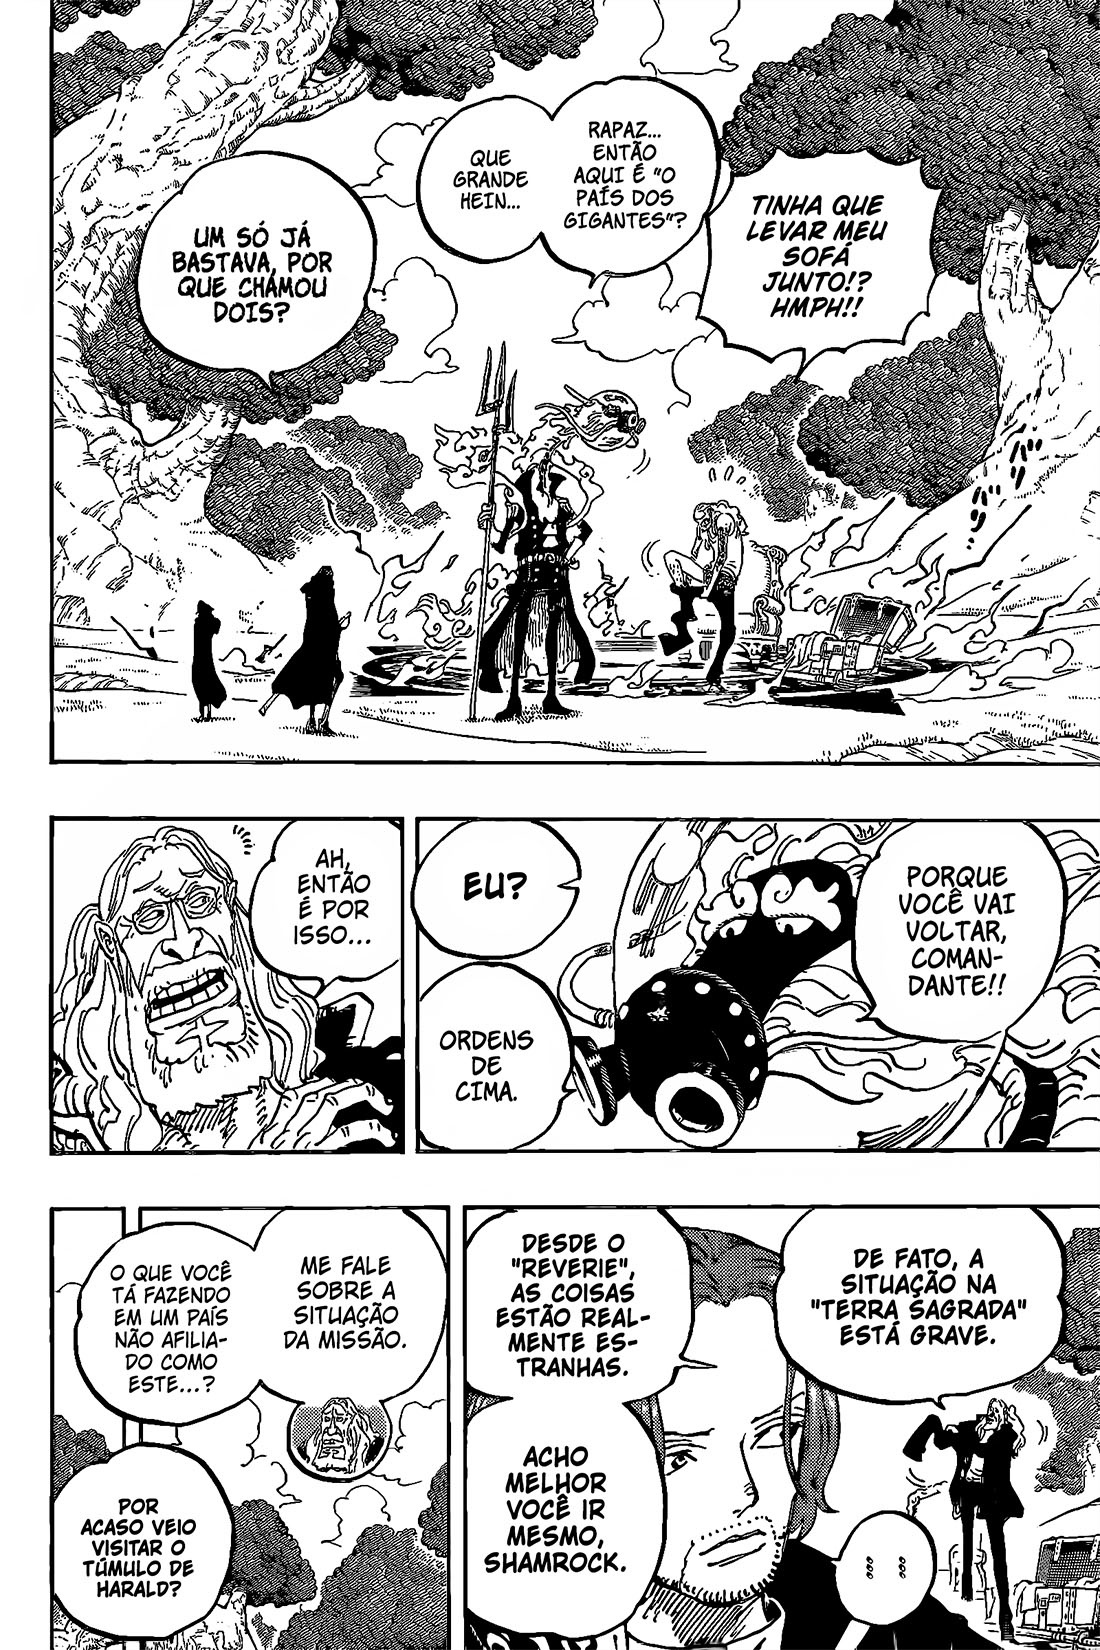 TINHA QUE
LEVAR MEU
SOFÁ
JUNTO!?
HMPH!!
RAPAZ...
ENTÃO
AQUI É "O
PAÍS DOS
GIGANTES"?
QUE
GRANDE
HEIN...
UM SÓ JÁ
BASTAVA, POR
QUE CHAMOU
DOIS?
バリ
バリ
PORQUE
VOCÊ VAI
VOLTAR,
COMAN-
DANTE!!
EU?
ORDENS
DE
CIMA.
AH,
ENTÃO
É POR
ISSO...
DE FATO, A
SITUAÇÃO NA
"TERRA SAGRADA"
ESTÁ GRAVE.
DESDE O
"REVERIE",
AS COISAS
ESTÃO REAL-
MENTE ES-
TRANHAS.
ACHO
MELHOR
VOCÊ IR
MESMO,
SHAMROCK.
... ...
ME FALE
SOBRE A
SITUAÇÃO
DA MISSÃO.
O QUE VOCÊ
TÁ FAZENDO
EM UM PAÍS
NÃO AFILIA-
DO COMO
ESTE...?
POR
ACASO VEIO
VISITAR O
TÚMULO DE
HARALD?